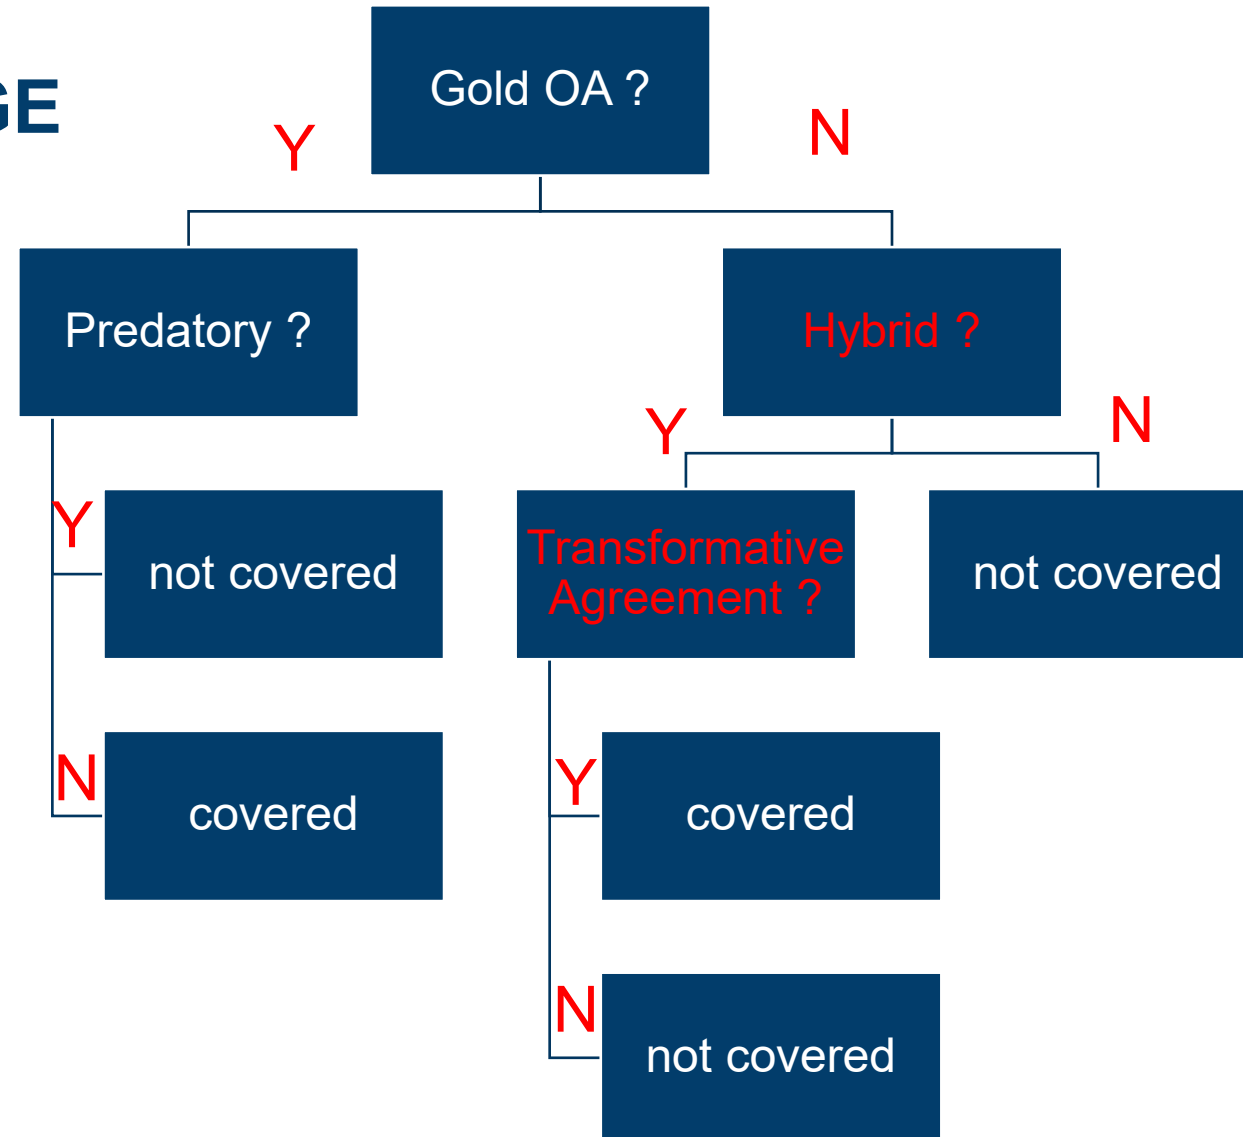 GE
Gold OA ?
Y
N
Predatory ?
Hybrid ?
Y
N
Y
not covered
Transformative
Agreement ?
not covered
N
covered
Y
covered
N
not covered